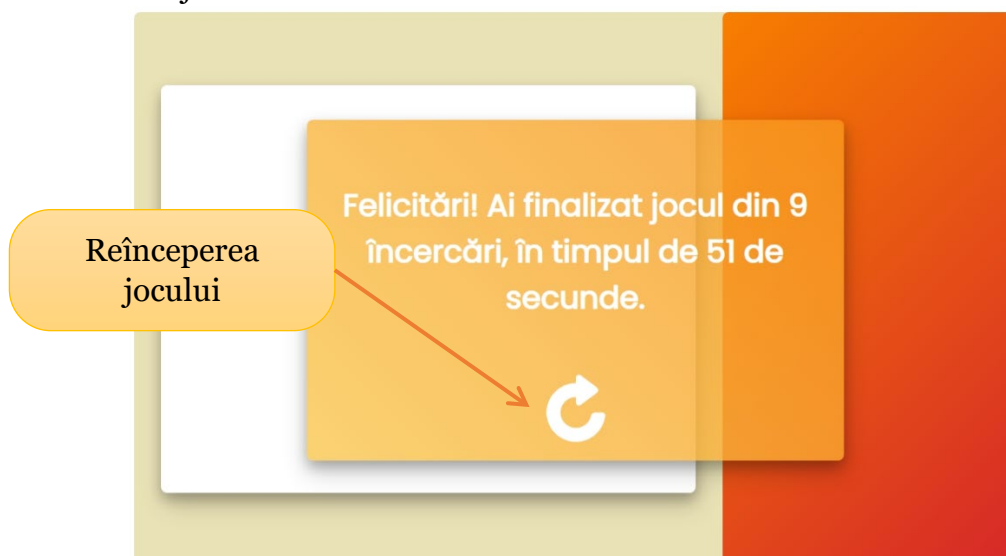 Reînceperea
jocului
Felicitări! Ai finalizat jocul din 9
încercări, în timpul de 51 de
secunde.